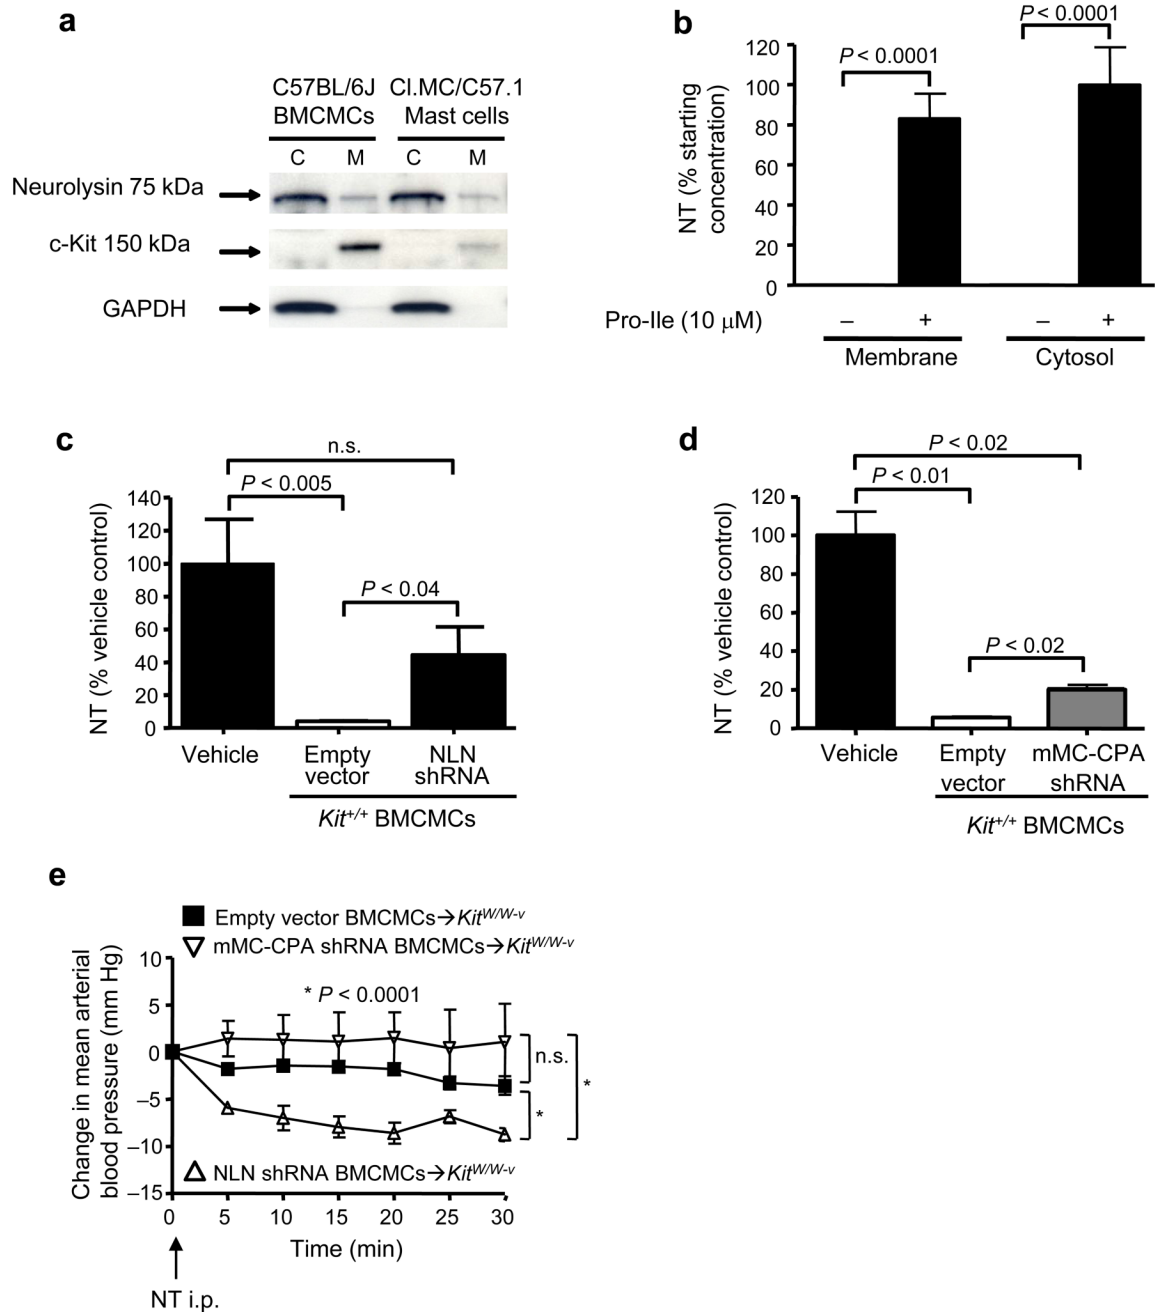 a
C57BL/6J Cl.MC/C57.1
BMCMCs Mast cells
C M C M
Neurolysin 75 kDa
c-Kit 150 kDa
GAPDH
b
P < 0.0001
P < 0.0001
NT (% starting
concentration)
120
100
80
60
40
20
0
Pro-Ile (10 μM) – + – +
Membrane Cytosol
c
n.s.
P < 0.005
P < 0.04
NT (% vehicle control)
140
120
100
80
60
40
20
0
Vehicle Empty NLN
vector shRNA
Kit+/+ BMCMCs
d
P < 0.02
P < 0.01
P < 0.02
NT (% vehicle control)
120
100
80
60
40
20
0
Vehicle Empty mMC-CPA
vector shRNA
Kit+/+ BMCMCs
e
Empty vector BMCMCs→KitW/W-v
mMC-CPA shRNA BMCMCs→KitW/W-v
* P < 0.0001
Change in mean arterial
blood pressure (mm Hg)
10
5
0
–5
–10
–15
n.s.
*
*
NLN shRNA BMCMCs→KitW/W-v
0 5 10 15 20 25 30
Time (min)
NT i.p.